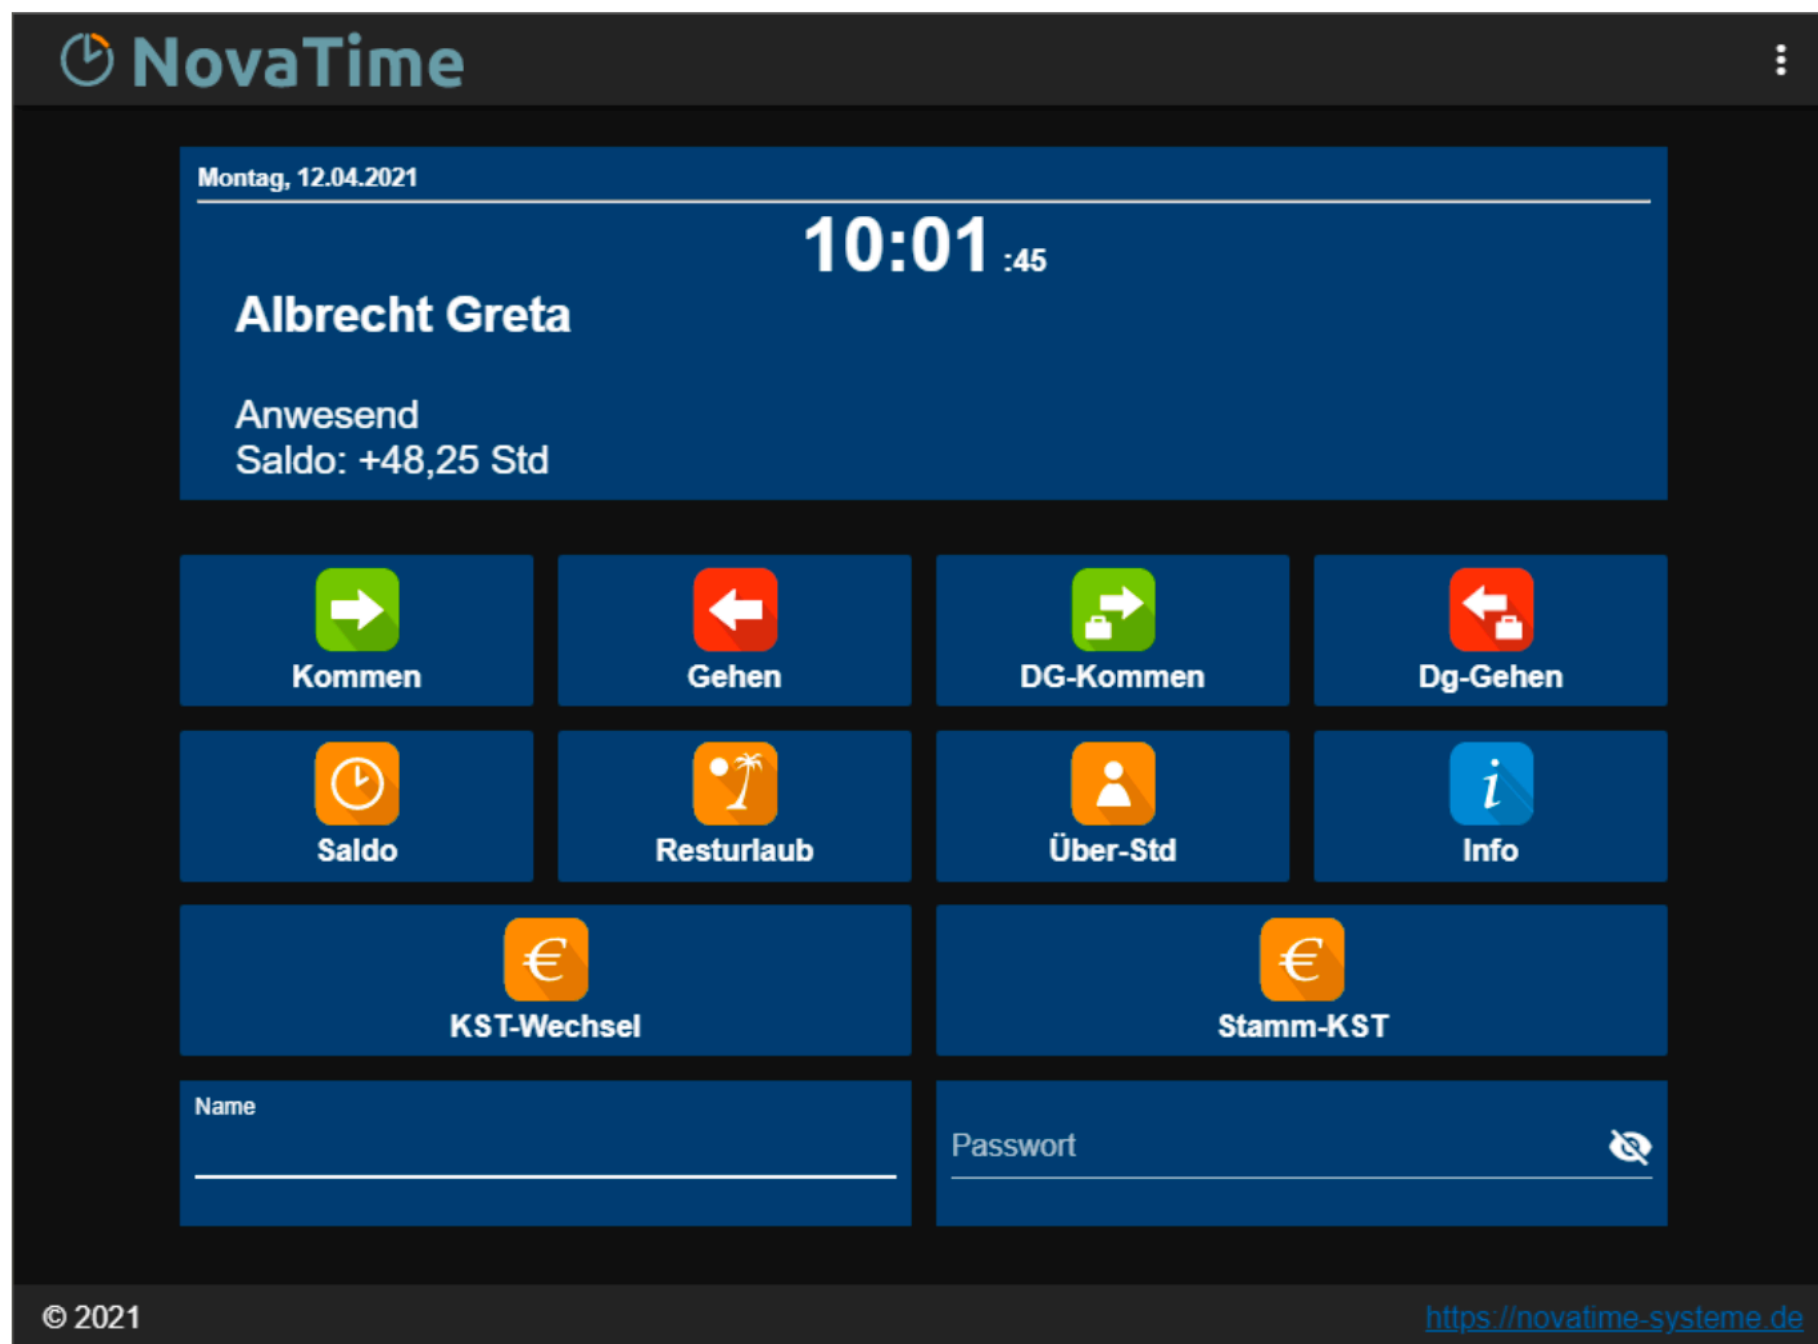 NovaTime
Montag, 12.04.2021
10:01 :45
Albrecht Greta
Anwesend
Saldo: +48,25 Std
Kommen
Gehen
DG-Kommen
Dg-Gehen
Saldo
Resturlaub
Über-Std
Info
KST-Wechsel
Stamm-KST
Name
Passwort
© 2021
https://novatime-systeme.de